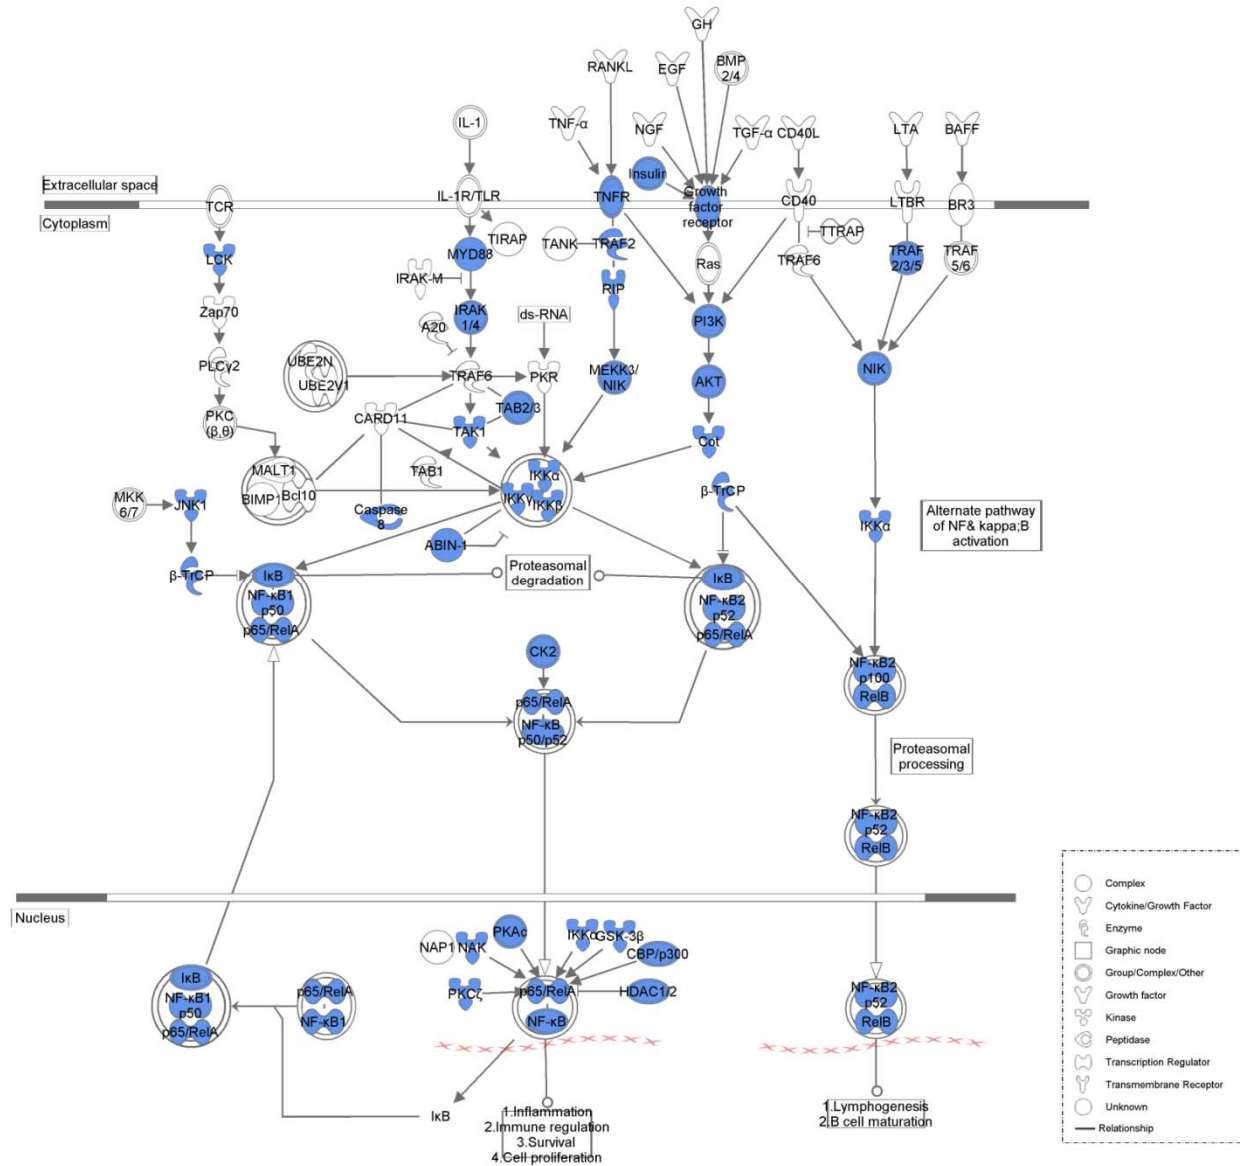 GH
RANKL
EGF
BMP
2/4
IL-1
TNF-α
NGF
TGF-α
CD40L
LTA
BAFF
Insulin
Extracellular space
TCR
IL-1R/TLR
TNFR
Growth
factor
receptor
CD40
LTBR
BR3
Cytoplasm
TIRAP
TTRAP
LCK
MYD88
TANK
TRAF2
Ras
TRAF6
TRAF
2/3/5
TRAF
5/6
IRAK-M
RIP
Zap70
IRAK
1/4
ds-RNA
PI3K
A20
PLCγ2
UBE2N
UBE2V1
TRAF6
PKR
MEKK3/
NIK
AKT
NIK
TAB2/3
PKC
(β,θ)
CARD11
TAK1
Cot
MALT1
BIMP1
Bcl10
TAB1
IKKα
IKKγ
IKKβ
β-TrCP
MKK
6/7
JNK1
Caspase
8
IKKα
Alternate pathway
of NF& kappa;B
activation
ABIN-1
β-TrCP
IκB
NF-κB1
p50
p65/RelA
Proteasomal
degradation
IκB
NF-κB2
p52
p65/RelA
CK2
NF-κB2
p100
RelB
p65/RelA
NF-κB
p50/p52
Proteasomal
processing
NF-κB2
p52
RelB
Nucleus
NAP1
NAK
PKAc
IKKα
GSK-3β
CBP/p300
PKCζ
p65/RelA
NF-κB
HDAC1/2
IκB
NF-κB1
p50
p65/RelA
p65/RelA
NF-κB1
NF-κB2
p52
RelB
IκB
1.Inflammation
2.Immune regulation
3.Survival
4.Cell proliferation
1.Lymphogenesis
2.B cell maturation
Complex
Cytokine/Growth Factor
Enzyme
Graphic node
Group/Complex/Other
Growth factor
Kinase
Peptidase
Transcription Regulator
Transmembrane Receptor
Unknown
Relationship